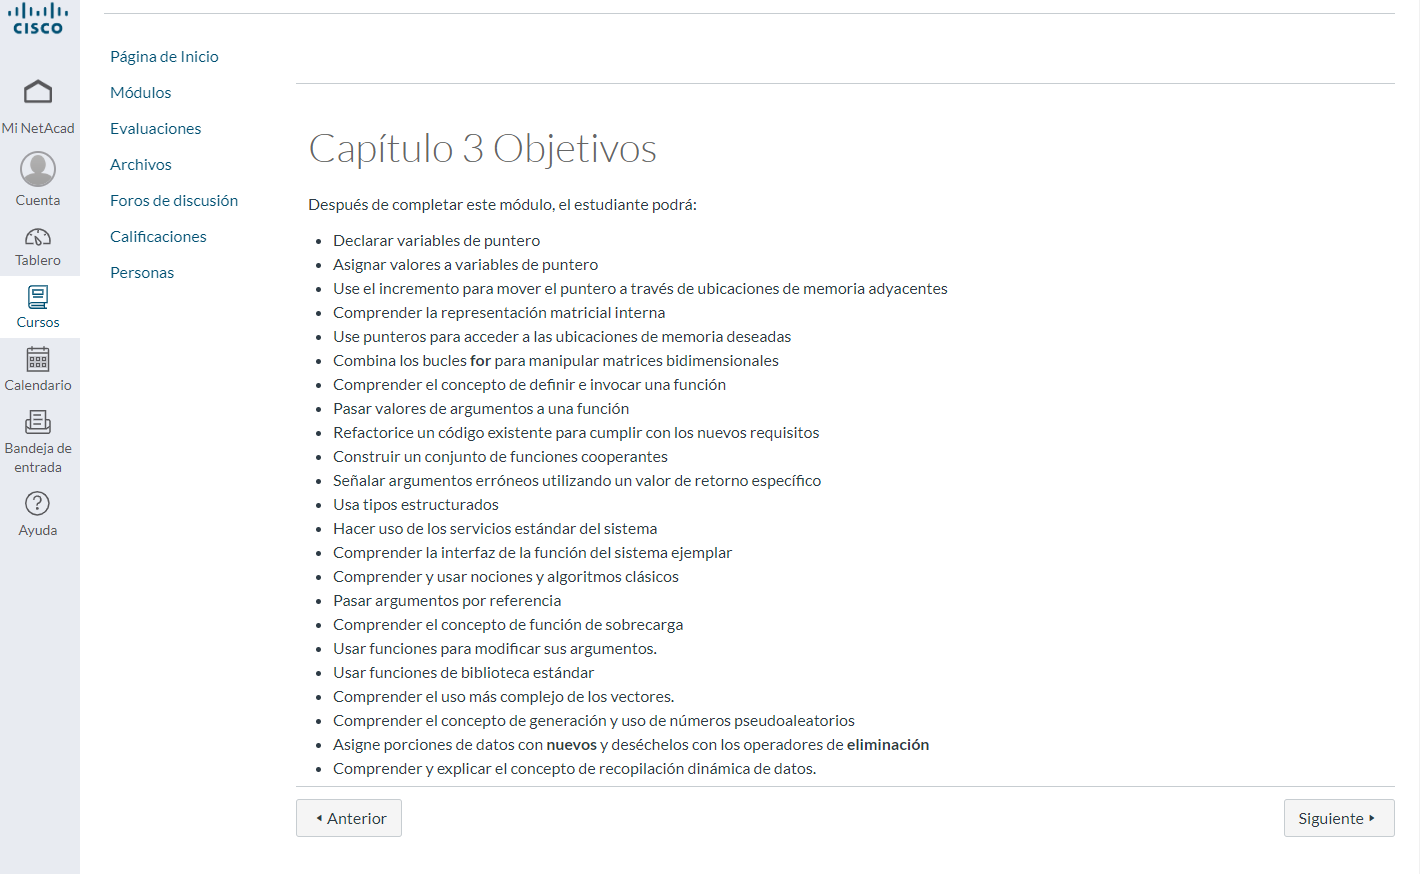 CISCO
Mi NetAcad
Cuenta
Tablero
Cursos
Calendario
Bandeja de
entrada
Ayuda
Página de Inicio
Módulos
Evaluaciones
Archivos
Foros de discusión
Calificaciones
Personas
Capítulo 3 Objetivos
Después de completar este módulo, el estudiante podrá:
• Declarar variables de puntero
• Asignar valores a variables de puntero
• Use el incremento para mover el puntero a través de ubicaciones de memoria adyacentes
• Comprender la representación matricial interna
• Use punteros para acceder a las ubicaciones de memoria deseadas
• Combina los bucles for para manipular matrices bidimensionales
• Comprender el concepto de definir e invocar una función
• Pasar valores de argumentos a una función
• Refactorice un código existente para cumplir con los nuevos requisitos
• Construir un conjunto de funciones cooperantes
• Señalar argumentos erróneos utilizando un valor de retorno específico
• Usa tipos estructurados
• Hacer uso de los servicios estándar del sistema
• Comprender la interfaz de la función del sistema ejemplar
• Comprender y usar nociones y algoritmos clásicos
• Pasar argumentos por referencia
• Comprender el concepto de función de sobrecarga
• Usar funciones para modificar sus argumentos.
• Usar funciones de biblioteca estándar
• Comprender el uso más complejo de los vectores.
• Comprender el concepto de generación y uso de números pseudoaleatorios
• Asigne porciones de datos con nuevos y deséchelos con los operadores de eliminación
• Comprender y explicar el concepto de recopilación dinámica de datos.
Anterior
Siguiente